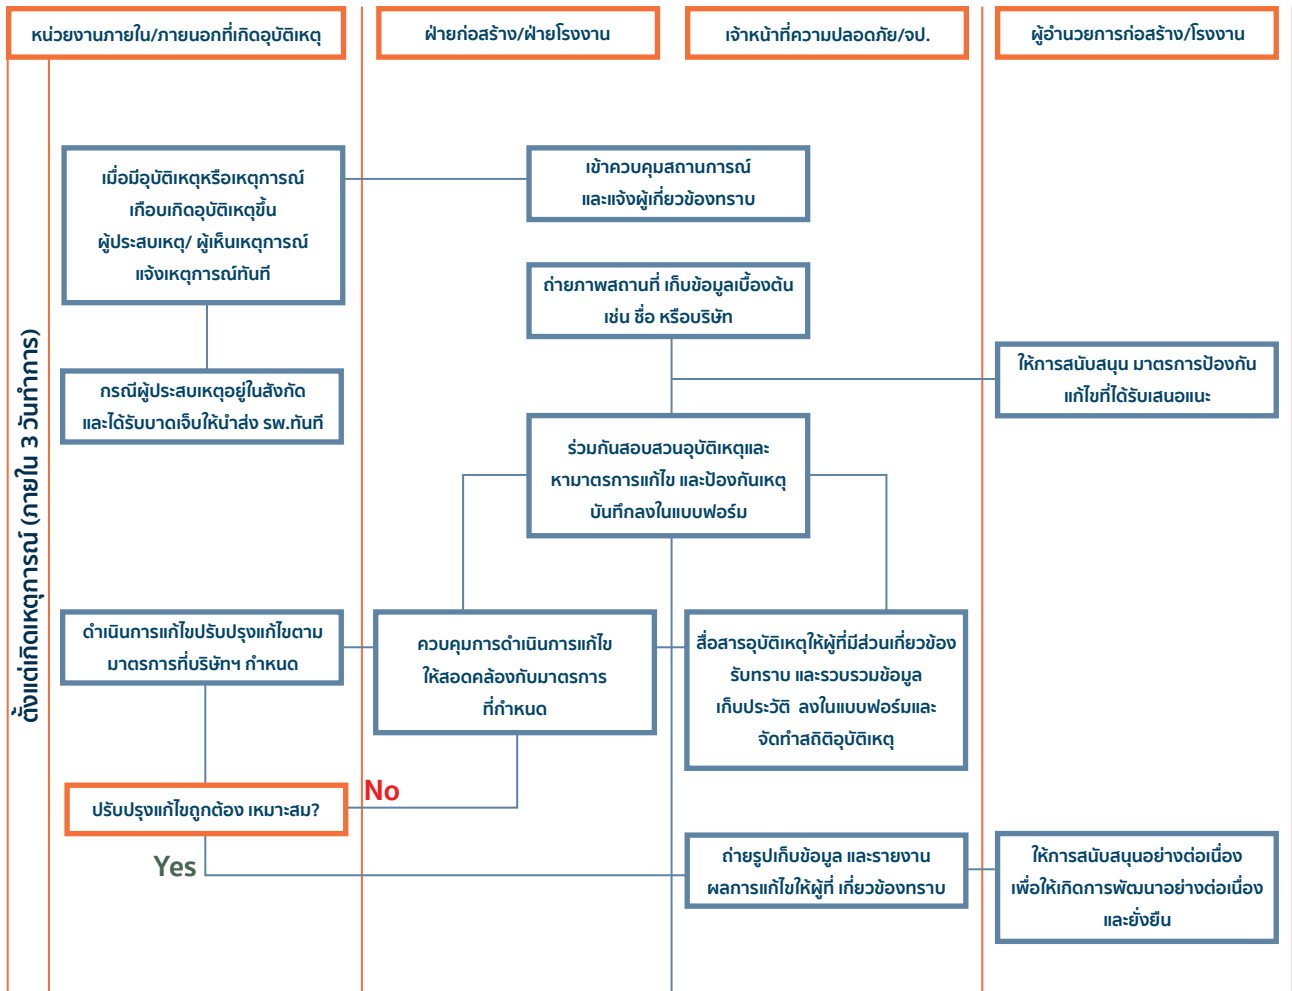 หน่วยงานภายใน/ภายนอกที่เกิดอุบัติเหตุ
ฝ่ายก่อสร้าง/ฝ่ายโรงงาน
เจ้าหน้าที่ความปลอดภัย/จป.
ผู้อำนวยการก่อสร้าง/โรงงาน
ตั้งแต่เกิดเหตุการณ์ (ภายใน 3 วันทำการ)
เมื่อมีอุบัติเหตุหรือเหตุการณ์
เกือบเกิดอุบัติเหตุขึ้น
ผู้ประสบเหตุ/ ผู้เห็นเหตุการณ์
แจ้งเหตุการณ์ทันที
เข้าควบคุมสถานการณ์
และแจ้งผู้เกี่ยวข้องทราบ
ถ่ายภาพสถานที่ เก็บข้อมูลเบื้องต้น
เช่น ชื่อ หรือบริษัท
ให้การสนับสนุน มาตรการป้องกัน
แก้ไขที่ได้รับเสนอแนะ
กรณีผู้ประสบเหตุอยู่ในสังกัด
และได้รับบาดเจ็บให้นำส่ง รพ.ทันที
ร่วมกันสอบสวนอุบัติเหตุและ
หามาตรการแก้ไข และป้องกันเหตุ
บันทึกลงในแบบฟอร์ม
ดำเนินการแก้ไขปรับปรุงแก้ไขตาม
มาตรการที่บริษัทฯ กำหนด
ควบคุมการดำเนินการแก้ไข
ให้สอดคล้องกับมาตรการ
ที่กำหนด
สื่อสารอุบัติเหตุให้ผู้ที่มีส่วนเกี่ยวข้อง
รับทราบ และรวบรวมข้อมูล
เก็บประวัติ ลงในแบบฟอร์มและ
จัดทำสถิติอุบัติเหตุ
No
ปรับปรุงแก้ไขถูกต้อง เหมาะสม?
Yes
ถ่ายรูปเก็บข้อมูล และรายงาน
ผลการแก้ไขให้ผู้ที่ เกี่ยวข้องทราบ
ให้การสนับสนุนอย่างต่อเนื่อง
เพื่อให้เกิดการพัฒนาอย่างต่อเนื่อง
และยั่งยืน